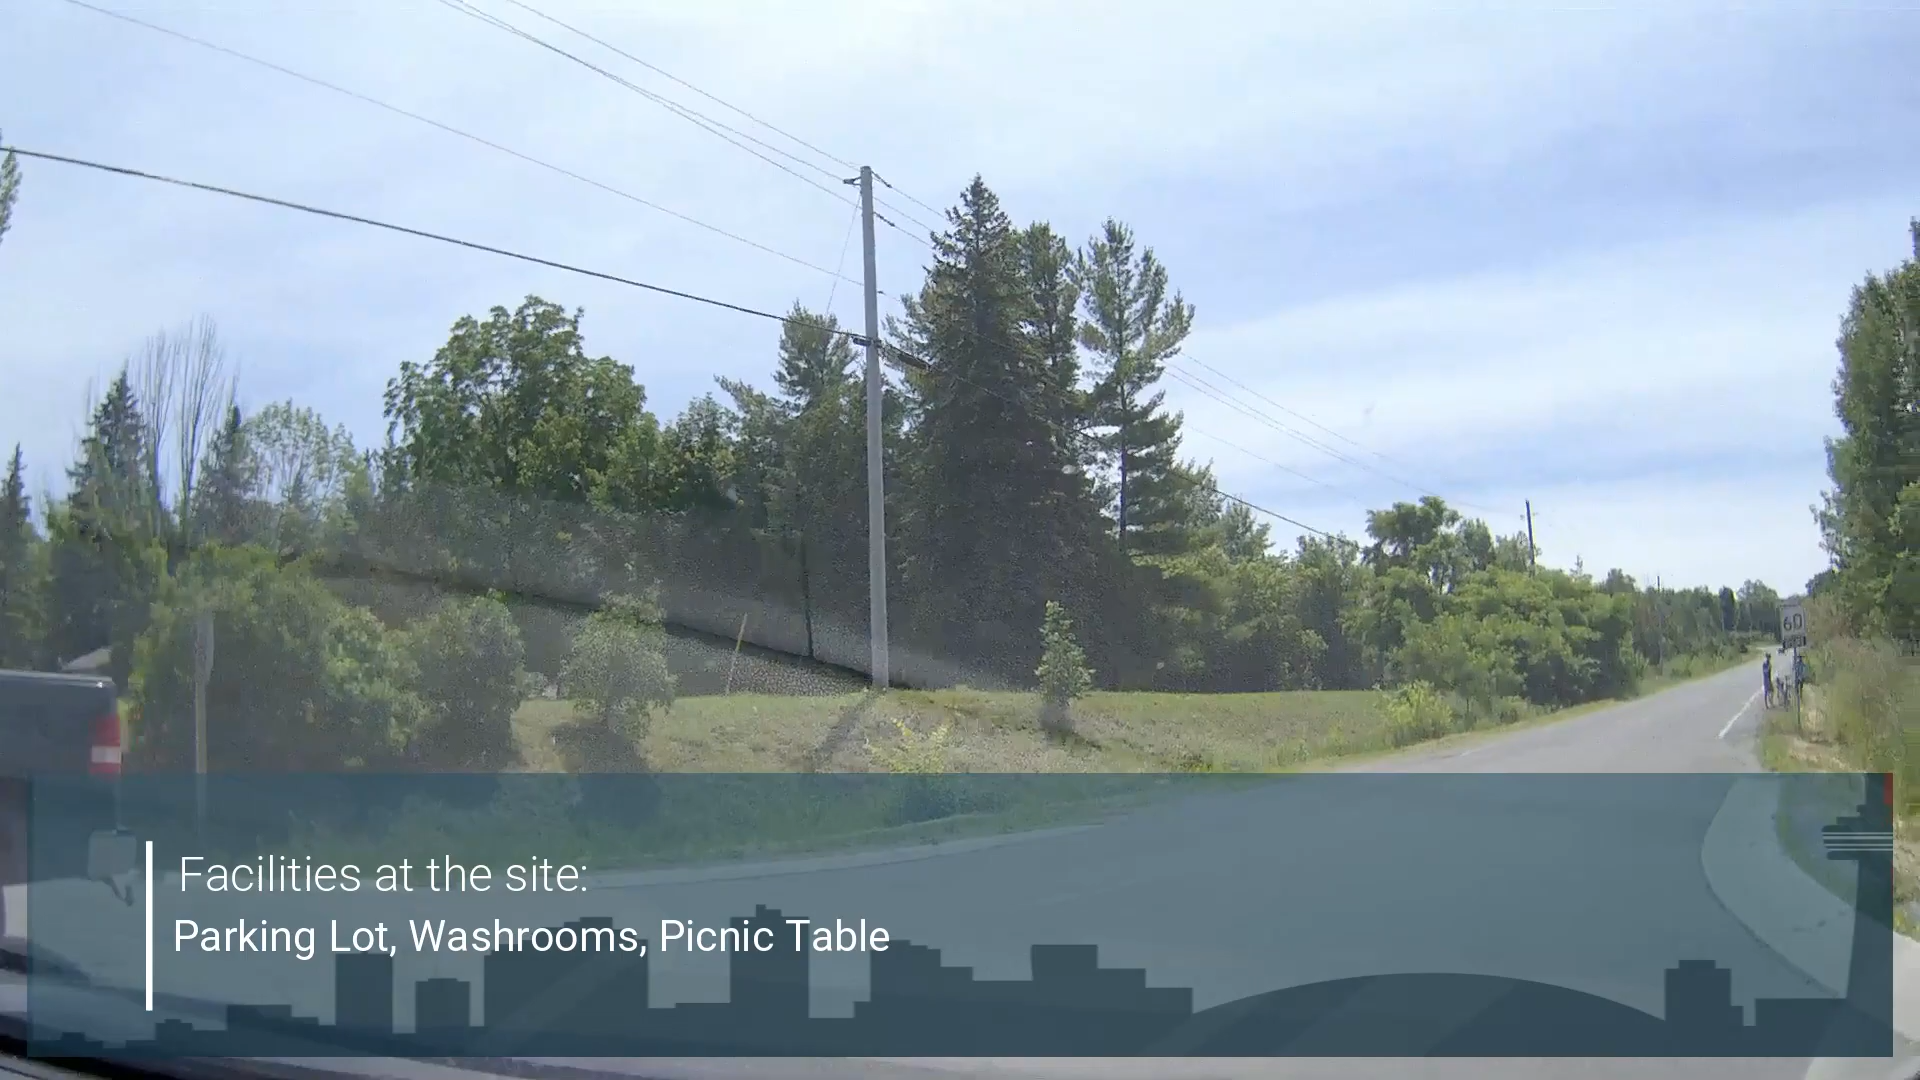 60
Facilities at the site:
Parking Lot, Washrooms, Picnic Table